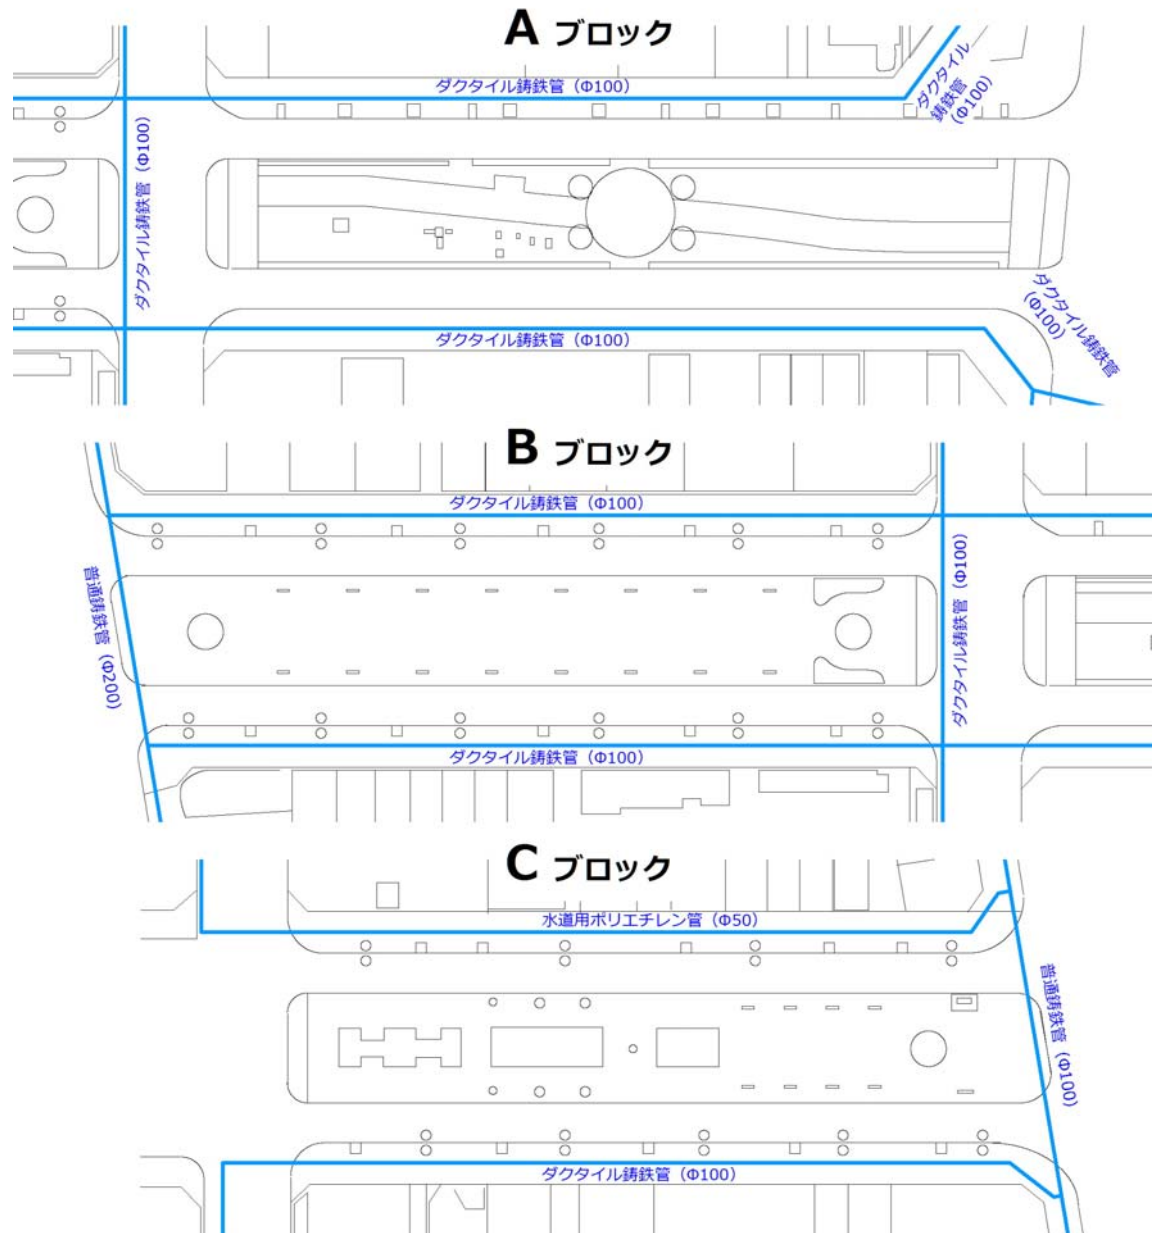 A ブロック
ダクタイル鋳鉄管（Φ100）
ダクタイル
鋳鉄管
（Φ100）
ダクタイル鋳鉄管（Φ100）
ダクタイル鋳鉄管
（Φ100）
ダクタイル鋳鉄管（Φ100）
B ブロック
ダクタイル鋳鉄管（Φ100）
普通鋳鉄管（Φ200）
ダクタイル鋳鉄管（Φ100）
ダクタイル鋳鉄管（Φ100）
C ブロック
水道用ポリエチレン管（Φ50）
普通鋳鉄管（Φ100）
ダクタイル鋳鉄管（Φ100）